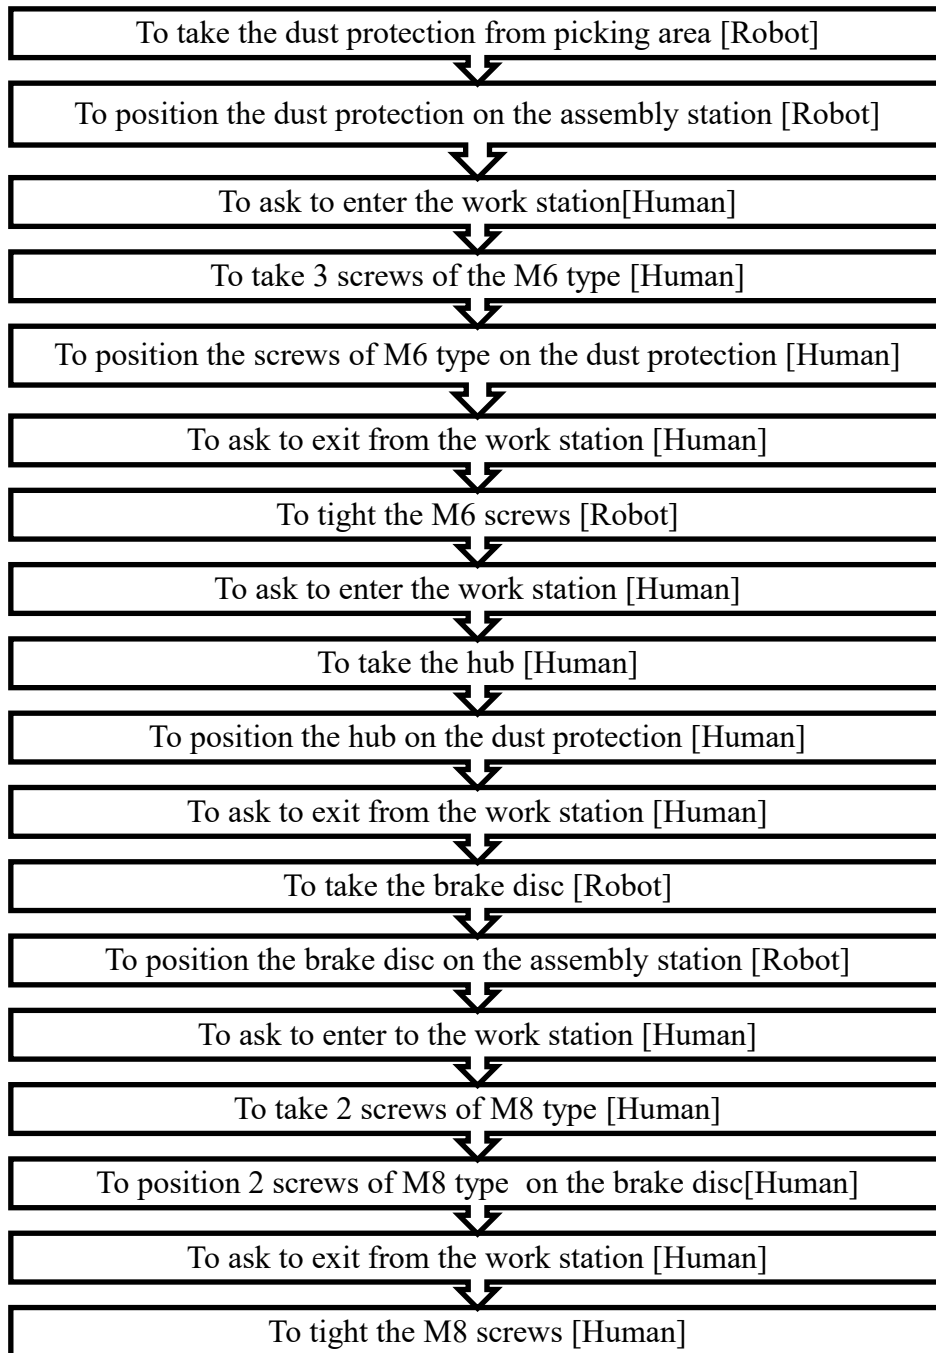 To take the dust protection from picking area [Robot]
To position the dust protection on the assembly station [Robot]
To ask to enter the work station[Human]
To take 3 screws of the M6 type [Human]
To position the screws of M6 type on the dust protection [Human]
To ask to exit from the work station [Human]
To tight the M6 screws [Robot]
To ask to enter the work station [Human]
To take the hub [Human]
To position the hub on the dust protection [Human]
To ask to exit from the work station [Human]
To take the brake disc [Robot]
To position the brake disc on the assembly station [Robot]
To ask to enter to the work station [Human]
To take 2 screws of M8 type [Human]
To position 2 screws of M8 type  on the brake disc[Human]
To ask to exit from the work station [Human]
To tight the M8 screws [Human]